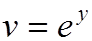 v = e^y